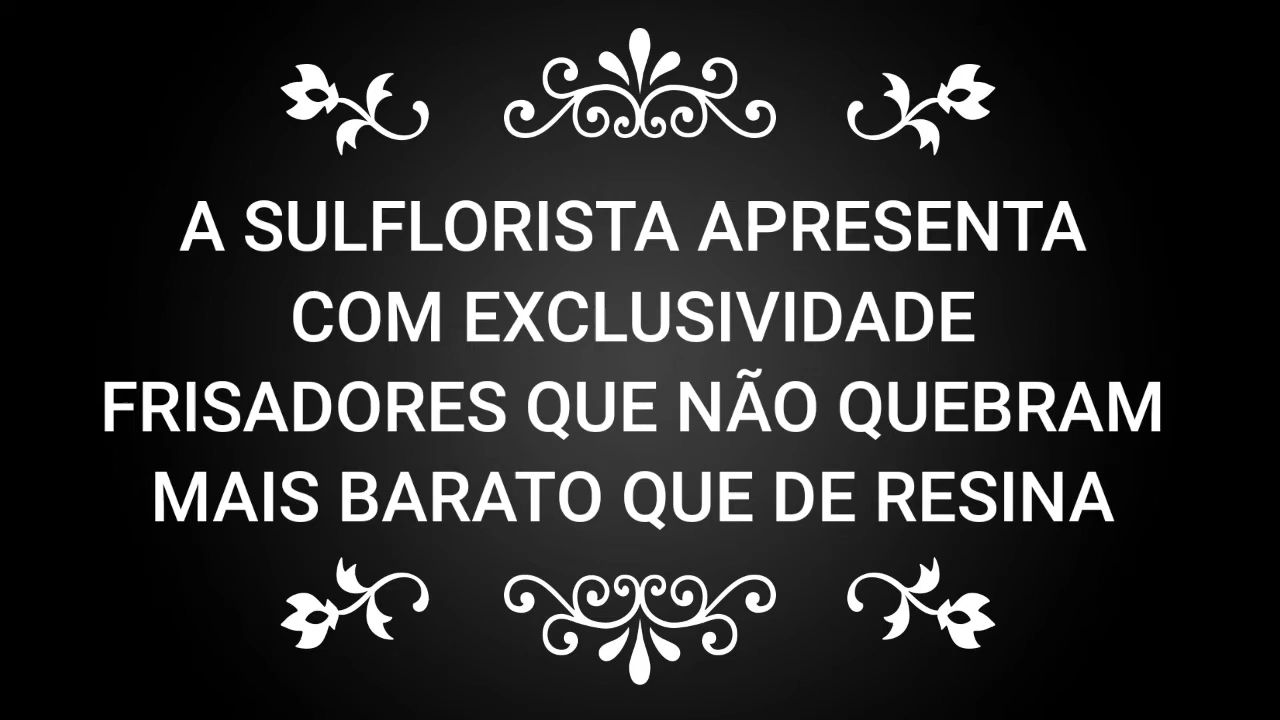 A SULFLORISTA APRESENTA
COM EXCLUSIVIDADE
FRISADORES QUE NÃO QUEBRAM
MAIS BARATO QUE DE RESINA